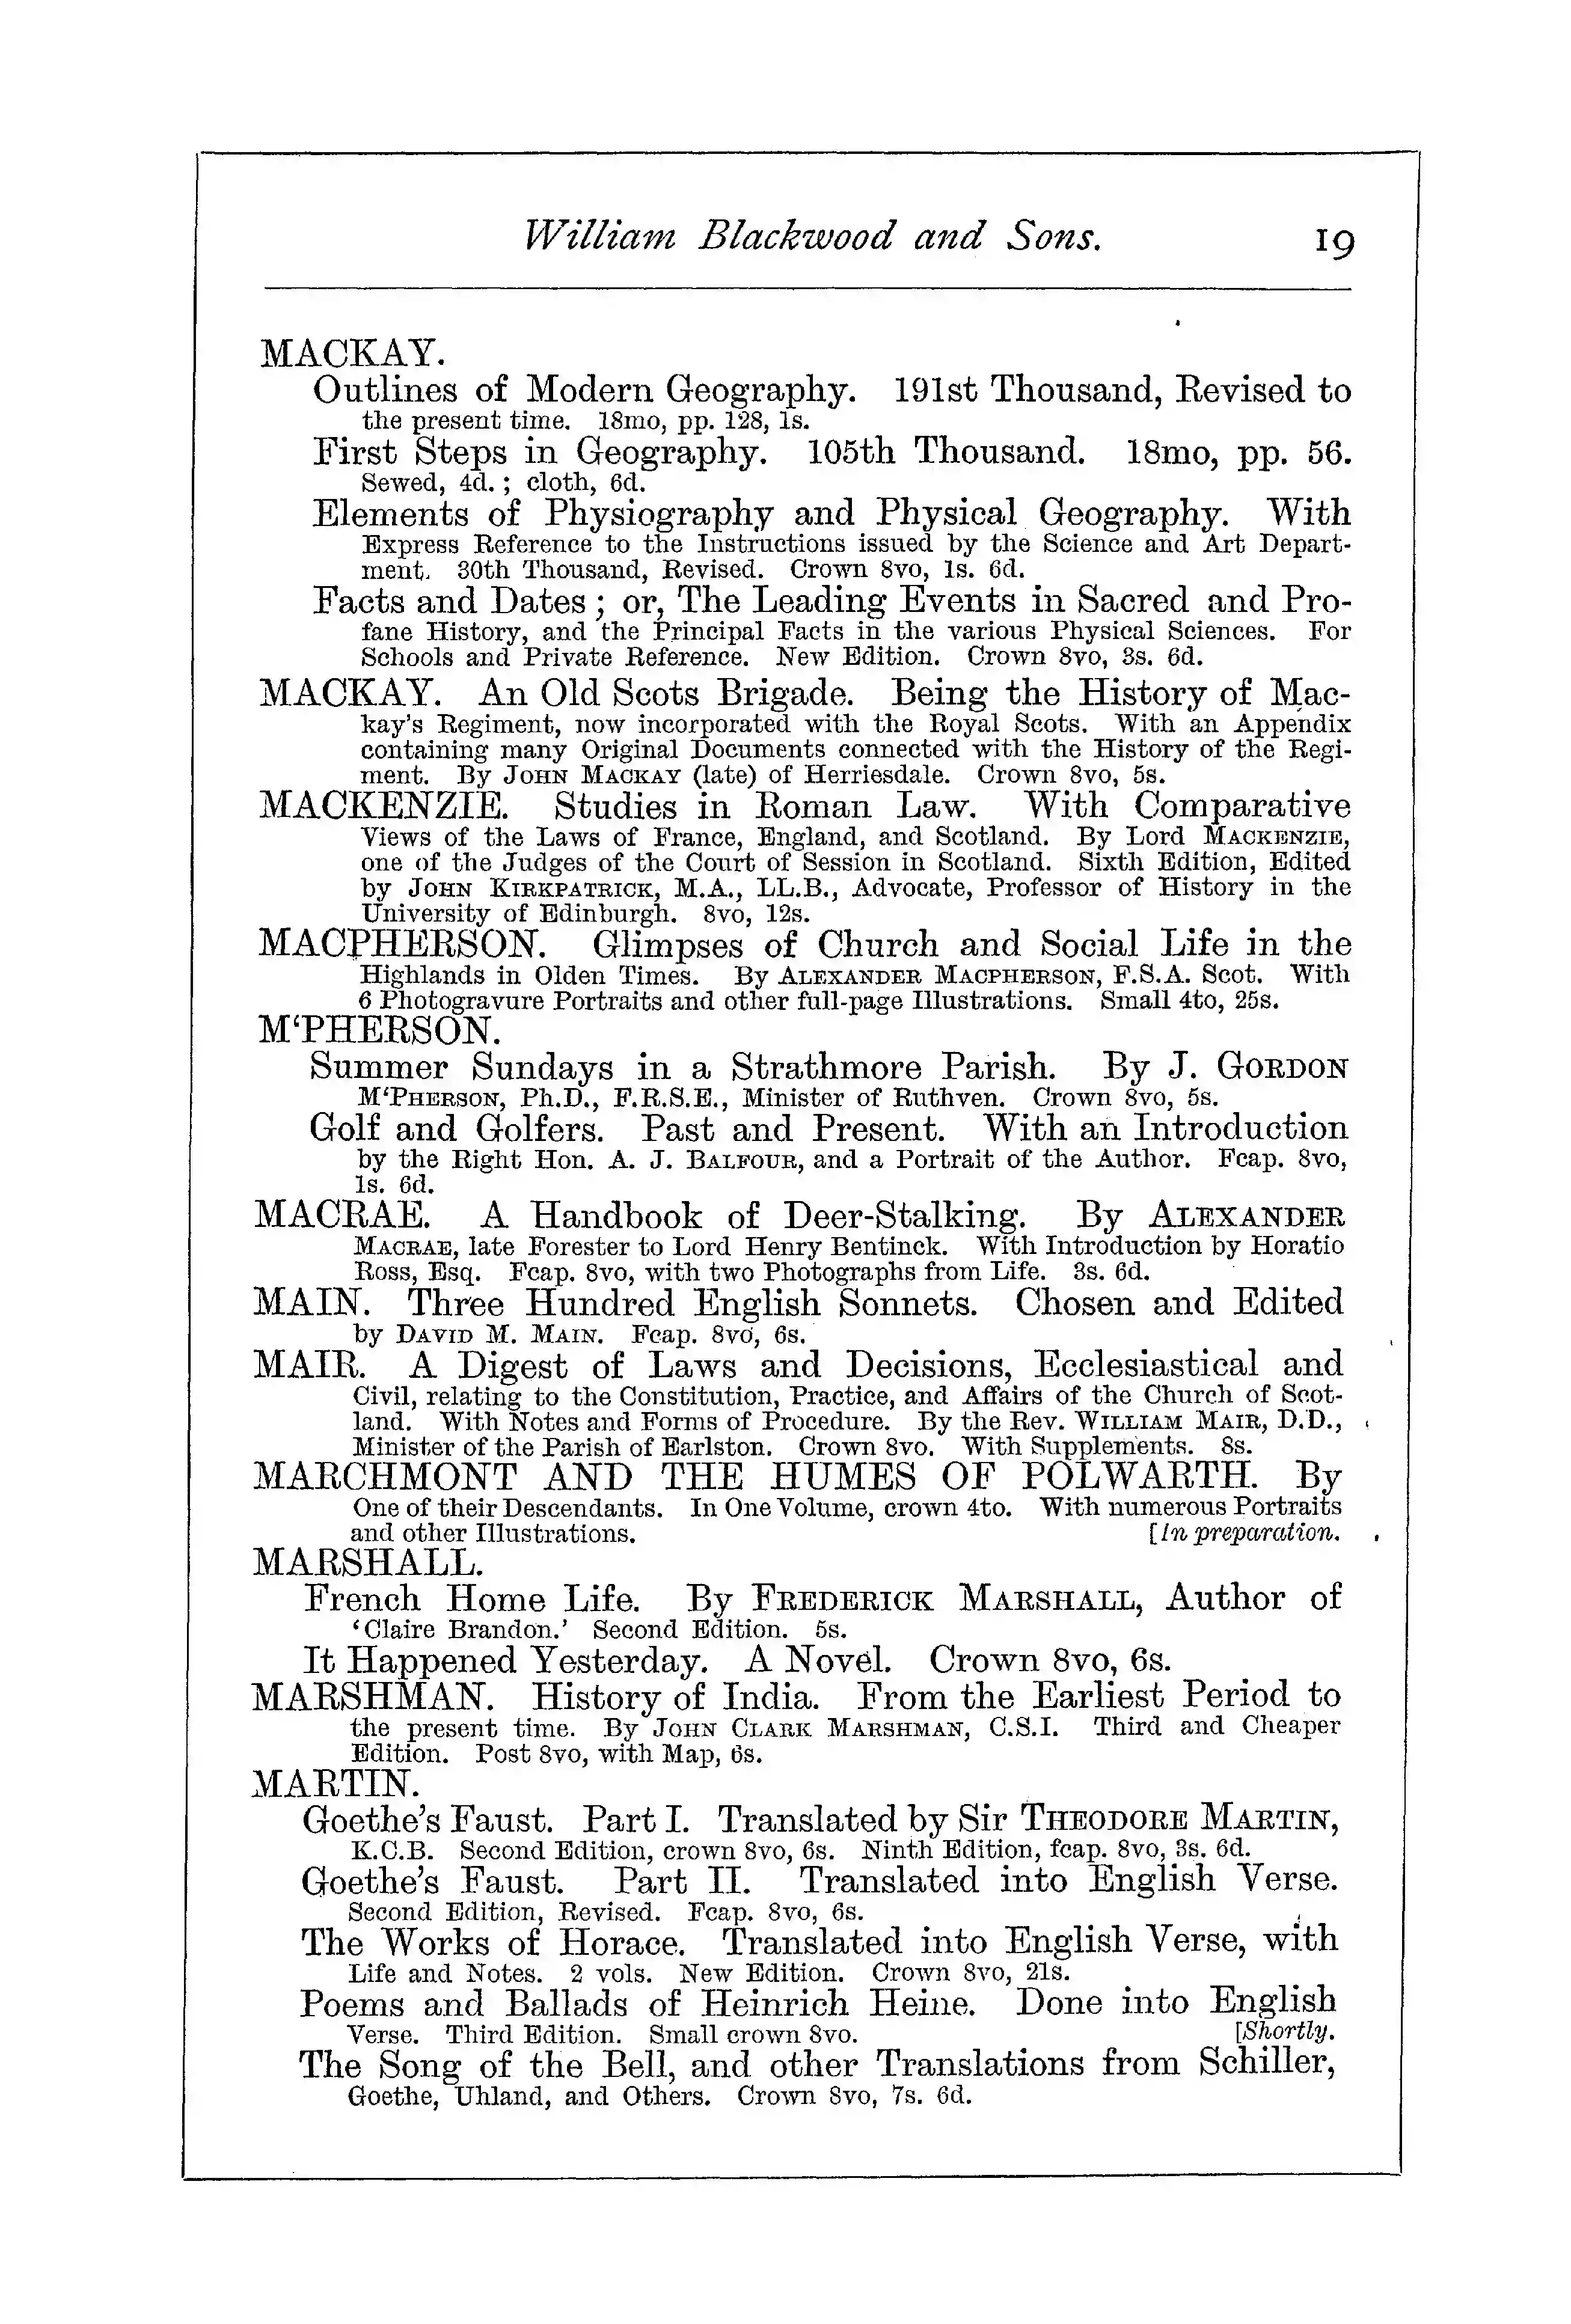 William Blackwood and Sons. 19
MACKAY.
Outlines of Modern Geography. 191st Thousand, Revised to
the present time. 18mo, pp. 128, 1s.
First Steps in Geography. 105th Thousand. 18mo, pp. 56.
Sewed, 4d. ; cloth, 6d.
Elements of Physiography and Physical Geography. With
Express Reference to the Instructions issued by the Science and Art Depart-
ment. 30th Thousand, Revised. Crown 8vo, 1s. 6d.
Facts and Dates ; or, The Leading Events in Sacred and Pro-
fane History, and the Principal Facts in the various Physical Sciences. For
Schools and Private Reference. New Edition. Crown 8vo, 3s. 6d.
MACKAY. An Old Scots Brigade. Being the History of Mac-
kay's Regiment, now incorporated with the Royal Scots. With an Appendix
containing many Original Documents connected with the History of the Regi-
ment. By JOHN MACKAY (late) of Herriesdale. Crown 8vo, 5s.
MACKENZIE. Studies in Roman Law. With Comparative
Views of the Laws of France, England, and Scotland. By Lord MACKENZIE,
one of the Judges of the Court of Session in Scotland. Sixth Edition, Edited
by JOHN KIRKPATRICK, M.A., LL.B., Advocate, Professor of History in the
University of Edinburgh. 8vo, 12s.
MACPHERSON. Glimpses of Church and Social Life in the
Highlands in Olden Times. By ALEXANDER MACPHERSON, F.S.A. Scot. With
6 Photogravure Portraits and other full-page Illustrations. Small 4to, 25s.
M‘PHERSON.
Summer Sundays in a Strathmore Parish. By J. GORDON
M‘PHERSON, Ph.D., F.R.S.E., Minister of Ruthven. Crown 8vo, 5s.
Golf and Golfers. Past and Present. With an Introduction
by the Right Hon. A. J. BALFOUR, and a Portrait of the Author. Fcap. 8vo,
1s. 6d.
MACRAE. A Handbook of Deer-Stalking. By ALEXANDER
MACRAE, late Forester to Lord Henry Bentinck. With Introduction by Horatio
Ross, Esq. Fcap. 8vo, with two Photographs from Life. 3s. 6d.
MAIN. Three Hundred English Sonnets. Chosen and Edited
by DAVID M. MAIN. Fcap. 8vo, 6s.
MAIR. A Digest of Laws and Decisions, Ecclesiastical and
Civil, relating to the Constitution, Practice, and Affairs of the Church of Scot-
land. With Notes and Forms of Procedure. By the Rev. WILLIAM MAIR, D.D.,
Minister of the Parish of Earlston. Crown 8vo. With Supplements. 8s.
MARCHMONT AND THE HUMES OF POLWARTH. By
One of their Descendants. In One Volume, crown 4to. With numerous Portraits
and other Illustrations. [In preparation.
MARSHALL.
French Home Life. By FREDERICK MARSHALL, Author of
‘Claire Brandon.’ Second Edition. 5s.
It Happened Yesterday. A Novel. Crown 8vo, 6s.
MARSHMAN. History of India. From the Earliest Period to
the present time. By JOHN CLARK MARSHMAN, C.S.I. Third and Cheaper
Edition. Post 8vo, with Map, 6s.
MARTIN.
Goethe's Faust. Part I. Translated by Sir THEODORE MARTIN,
K.C.B. Second Edition, crown 8vo, 6s. Ninth Edition, fcap. 8vo, 3s. 6d.
Goethe's Faust. Part II. Translated into English Verse.
Second Edition, Revised. Fcap. 8vo, 6s.
The Works of Horace. Translated into English Verse, with
Life and Notes. 2 vols. New Edition. Crown 8vo, 21s.
Poems and Ballads of Heinrich Heine. Done into English
Verse. Third Edition. Small crown 8vo. [Shortly.
The Song of the Bell, and other Translations from Schiller,
Goethe, Uhland, and Others. Crown 8vo, 7s. 6d.